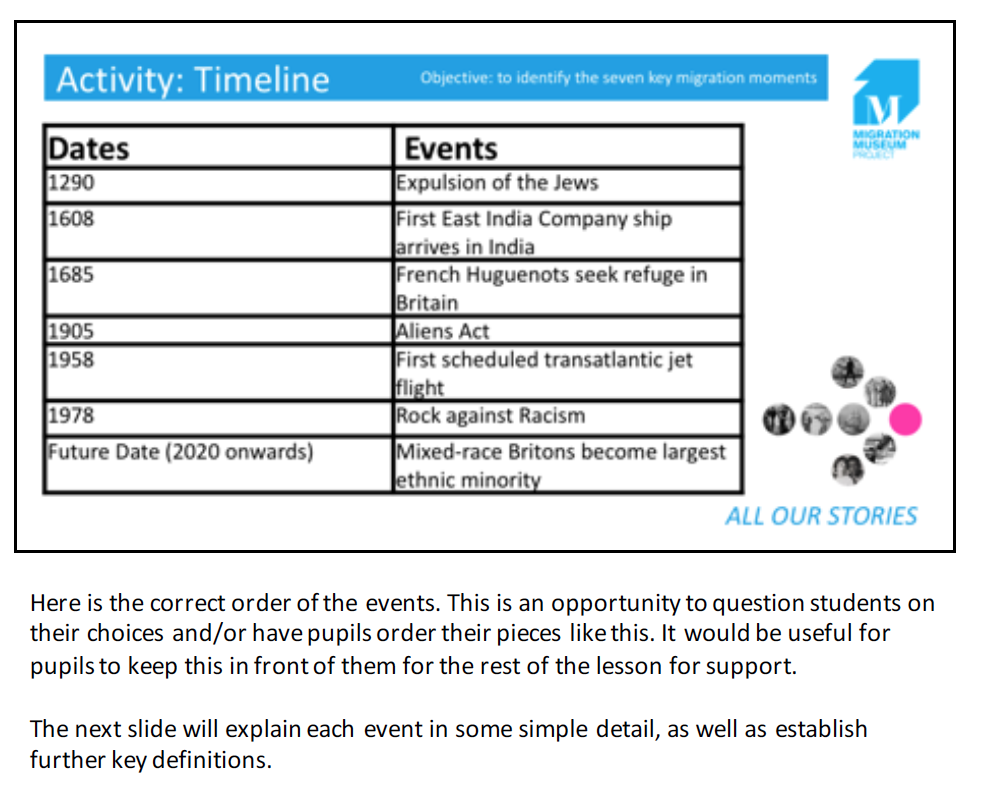 Activity: Timeline
Objective: to identify the seven key migration moments
M
MIGRATION
MUSEUM
PROJECT
Dates Events
1290 Expulsion of the Jews
1608 First East India Company ship
arrives in India
1685 French Huguenots seek refuge in
Britain
1905 Aliens Act
1958 First scheduled transatlantic jet
flight
1978 Rock against Racism
Future Date (2020 onwards) Mixed-race Britons become largest
ethnic minority
ALL OUR STORIES
Here is the correct order of the events. This is an opportunity to question students on
their choices and/or have pupils order their pieces like this. It would be useful for
pupils to keep this in front of them for the rest of the lesson for support.
The next slide will explain each event in some simple detail, as well as establish
further key definitions.